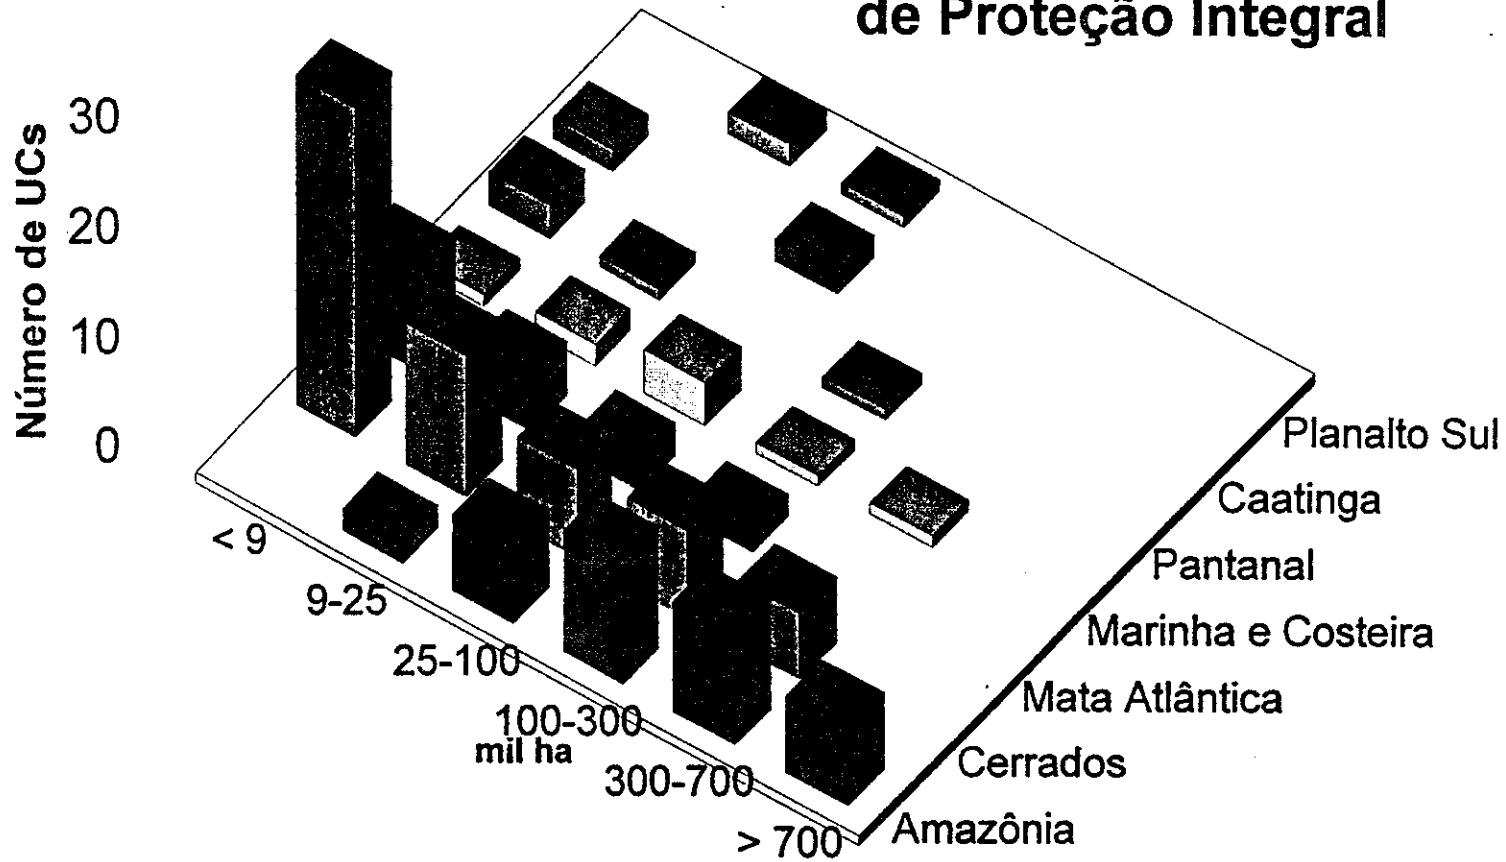 de Proteção Integral
Número de UCs
30
20
10
0
< 9
9-25
25-100
100-300
300-700
> 700
mil ha
Planalto Sul
Caatinga
Pantanal
Marinha e Costeira
Mata Atlântica
Cerrados
Amazônia